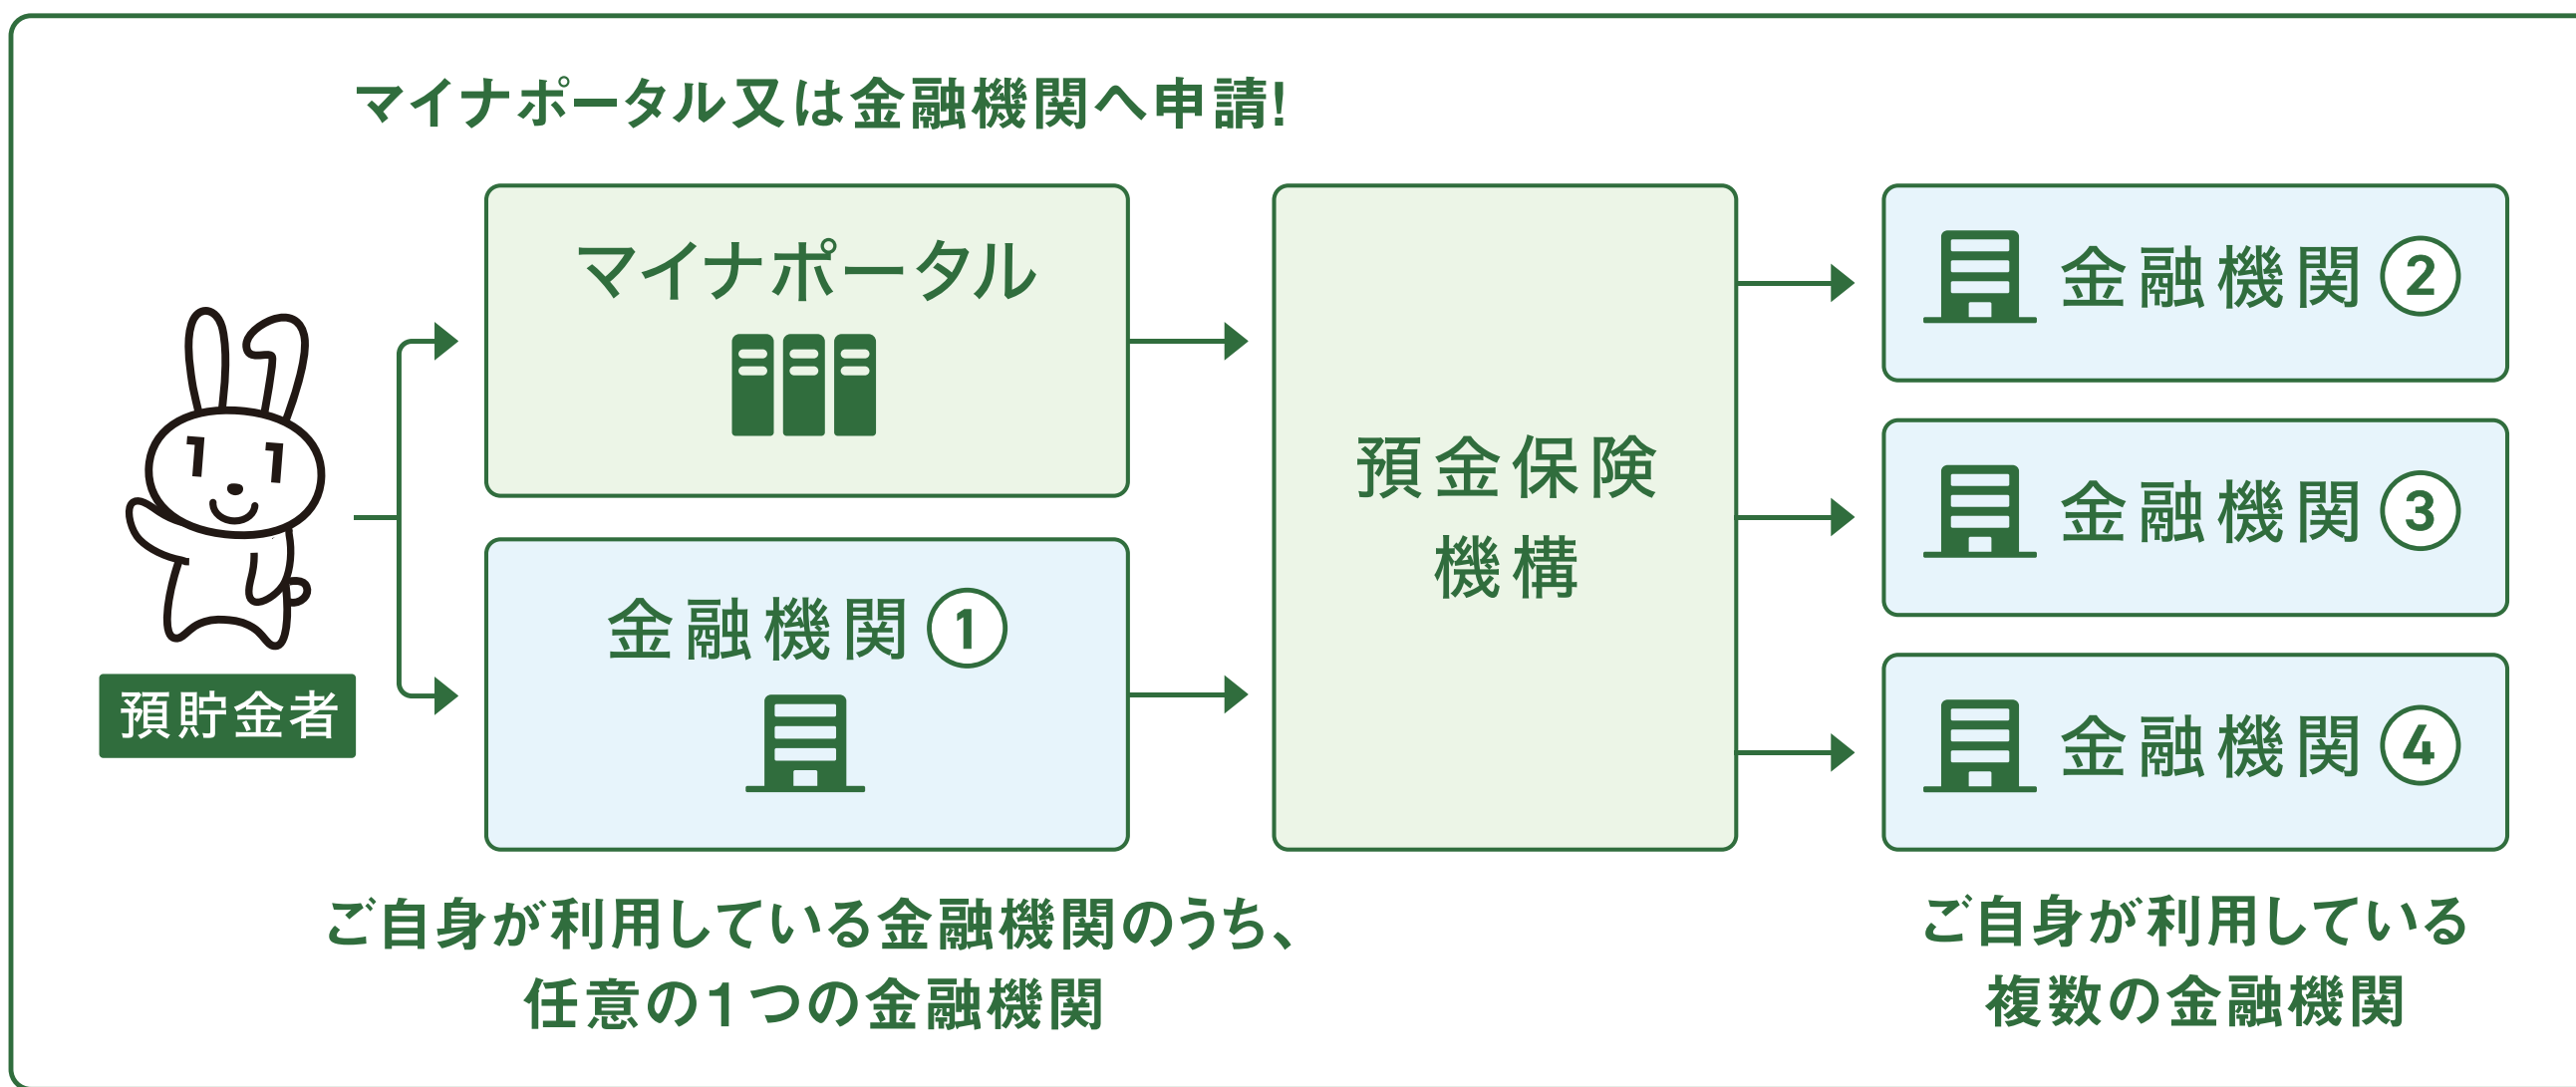 マイナポータル又は金融機関へ申請!
マイナポータル
金融機関①
預貯金者
預金保険
機構
金融機関②
金融機関③
金融機関④
ご自身が利用している金融機関のうち、
任意の1つの金融機関
ご自身が利用している
複数の金融機関